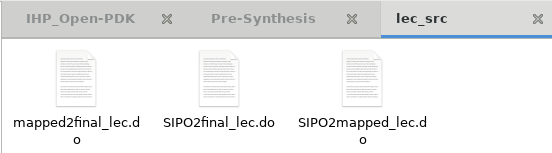 IHP_Open-PDK Pre-Synthesis lec_src
mapped2final_lec.d SIPO2final_lec.do SIPO2mapped_lec.d
o o